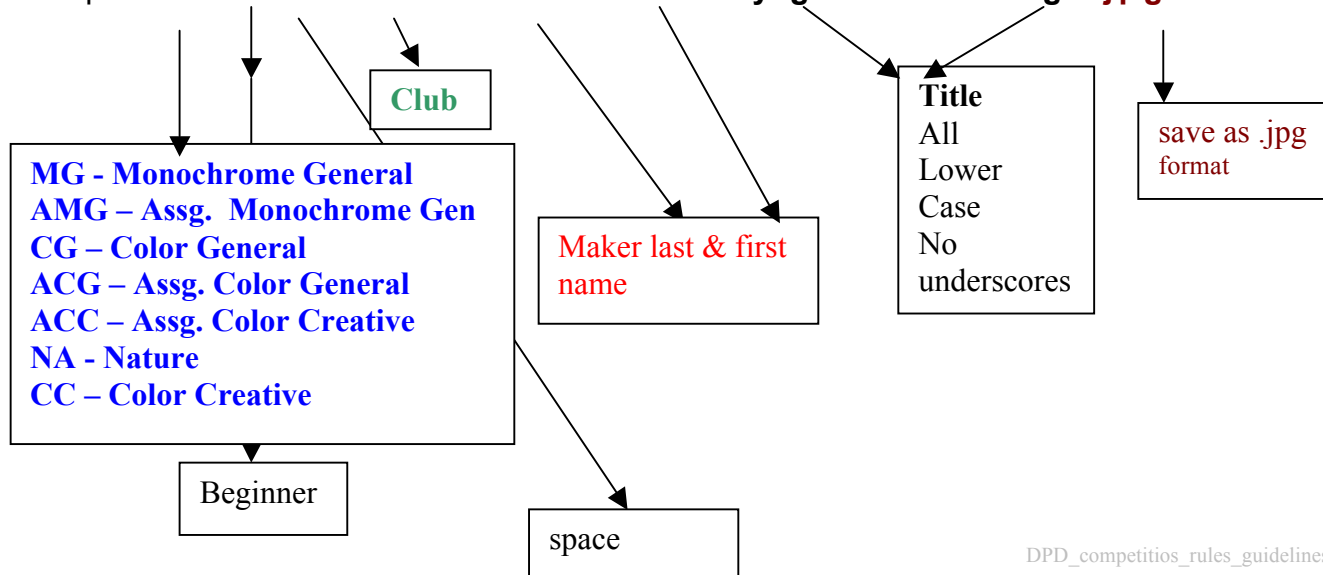 .jpg
Club
Title
All
Lower
Case
No
underscores
save as .jpg
format
MG - Monochrome General
AMG – Assg.  Monochrome Gen
CG – Color General
ACG – Assg. Color General
ACC – Assg. Color Creative
NA - Nature
CC – Color Creative
Maker last & first
name
Beginner
space
DPD_competitios_rules_guidelines